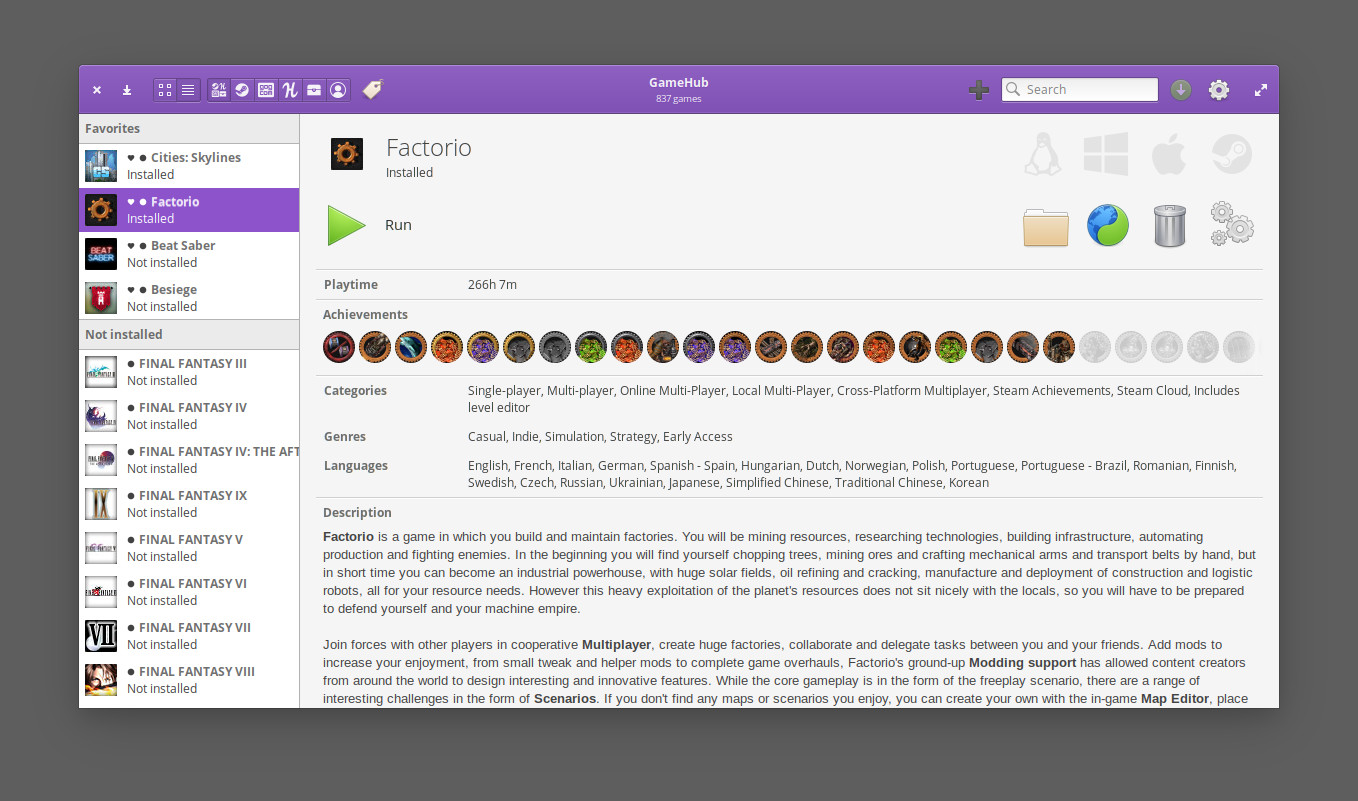 GameHub
837 games
Search
Favorites
♥ ● Cities: Skylines
Installed
♥ ● Factorio
Installed
♥ ● Beat Saber
Not installed
♥ ● Besiege
Not installed
Not installed
● FINAL FANTASY III
Not installed
● FINAL FANTASY IV
Not installed
● FINAL FANTASY IV: THE AFT
Not installed
● FINAL FANTASY IX
Not installed
● FINAL FANTASY V
Not installed
● FINAL FANTASY VI
Not installed
● FINAL FANTASY VII
Not installed
● FINAL FANTASY VIII
Not installed
CS
BEAT
SABER
IX
VII
Factorio
Installed
Run
Playtime 266h 7m
Achievements
Categories Single-player, Multi-player, Online Multi-Player, Local Multi-Player, Cross-Platform Multiplayer, Steam Achievements, Steam Cloud, Includes
level editor
Genres Casual, Indie, Simulation, Strategy, Early Access
Languages English, French, Italian, German, Spanish - Spain, Hungarian, Dutch, Norwegian, Polish, Portuguese, Portuguese - Brazil, Romanian, Finnish,
Swedish, Czech, Russian, Ukrainian, Japanese, Simplified Chinese, Traditional Chinese, Korean
Description
Factorio is a game in which you build and maintain factories. You will be mining resources, researching technologies, building infrastructure, automating
production and fighting enemies. In the beginning you will find yourself chopping trees, mining ores and crafting mechanical arms and transport belts by hand, but
in short time you can become an industrial powerhouse, with huge solar fields, oil refining and cracking, manufacture and deployment of construction and logistic
robots, all for your resource needs. However this heavy exploitation of the planet's resources does not sit nicely with the locals, so you will have to be prepared
to defend yourself and your machine empire.
Join forces with other players in cooperative Multiplayer, create huge factories, collaborate and delegate tasks between you and your friends. Add mods to
increase your enjoyment, from small tweak and helper mods to complete game overhauls, Factorio's ground-up Modding support has allowed content creators
from around the world to design interesting and innovative features. While the core gameplay is in the form of the freeplay scenario, there are a range of
interesting challenges in the form of Scenarios. If you don't find any maps or scenarios you enjoy, you can create your own with the in-game Map Editor, place